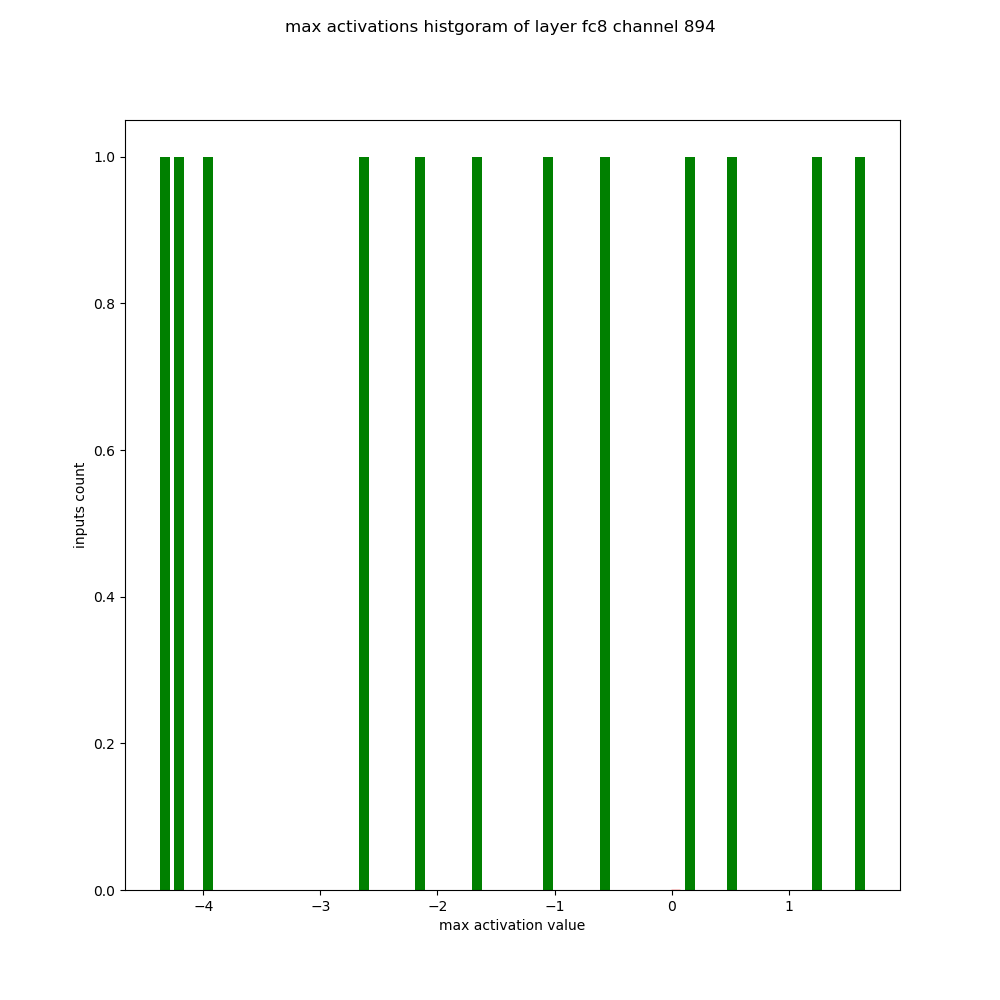 max activations histgoram of layer fc8 channel 894
1.0
0.8
0.6
0.4
0.2
0.0
inputs count
−4 −3 −2 −1 0 1
max activation value